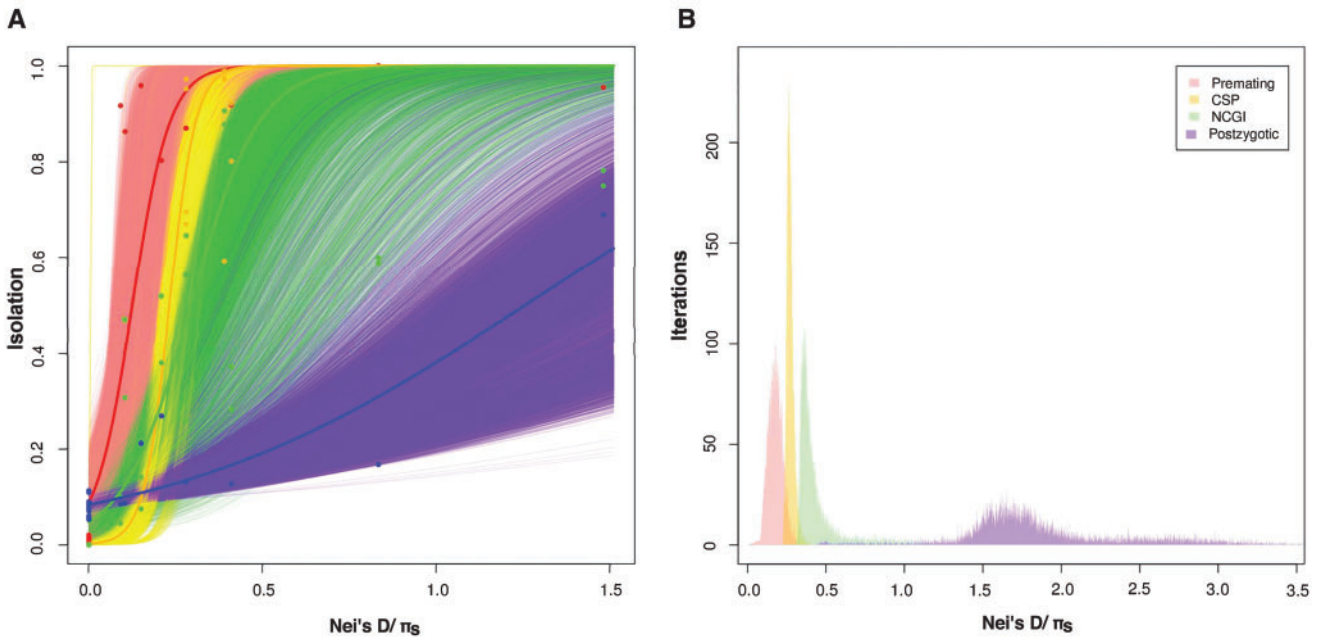 A
Isolation
1.0
0.8
0.6
0.4
0.2
0.0
0.0 0.5 1.0 1.5
Nei's D/ πs
B
Iterrations
200
150
100
50
0
0.0 0.5 1.0 1.5 2.0 2.5 3.0 3.5
Nei's D/ πs
Premating
CSP
NCGI
Postzygotic